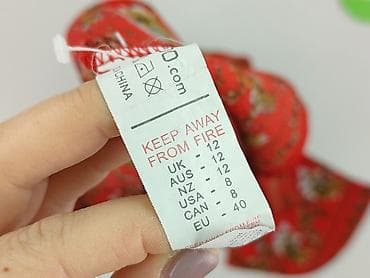 .com
CHINA
KEEP AWAY
FROM FIRE
UK - 12
AUS - 12
NZ - 12
USA - 8
CAN - 8
EU - 40